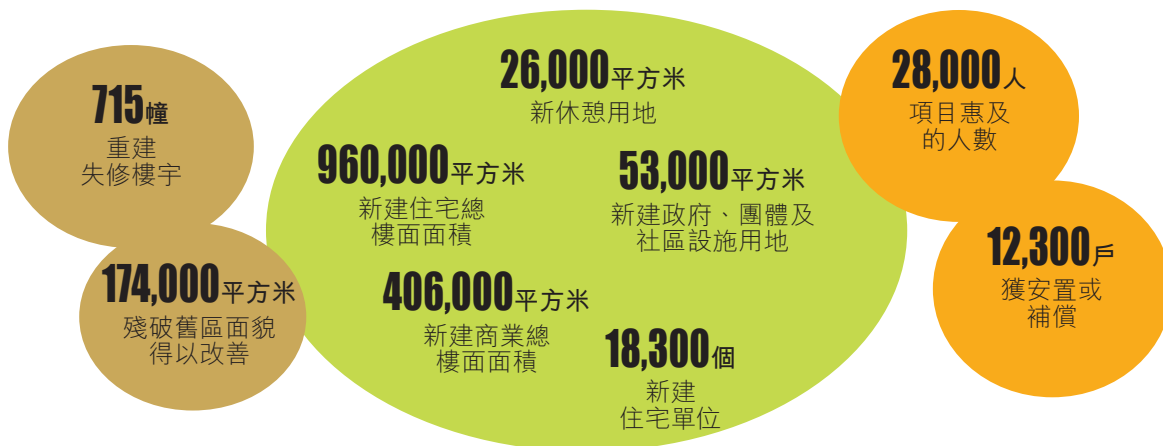 715幢
重建
失修樓宇
174,000平方米
殘破舊區面貌
得以改善
26,000平方米
新休憩用地
960,000平方米
新建住宅總
樓面面積
53,000平方米
新建政府、團體及
社區設施用地
406,000平方米
新建商業總
樓面面積
18,300個
新建
住宅單位
28,000人
項目惠及
的人數
12,300戶
獲安置或
補償